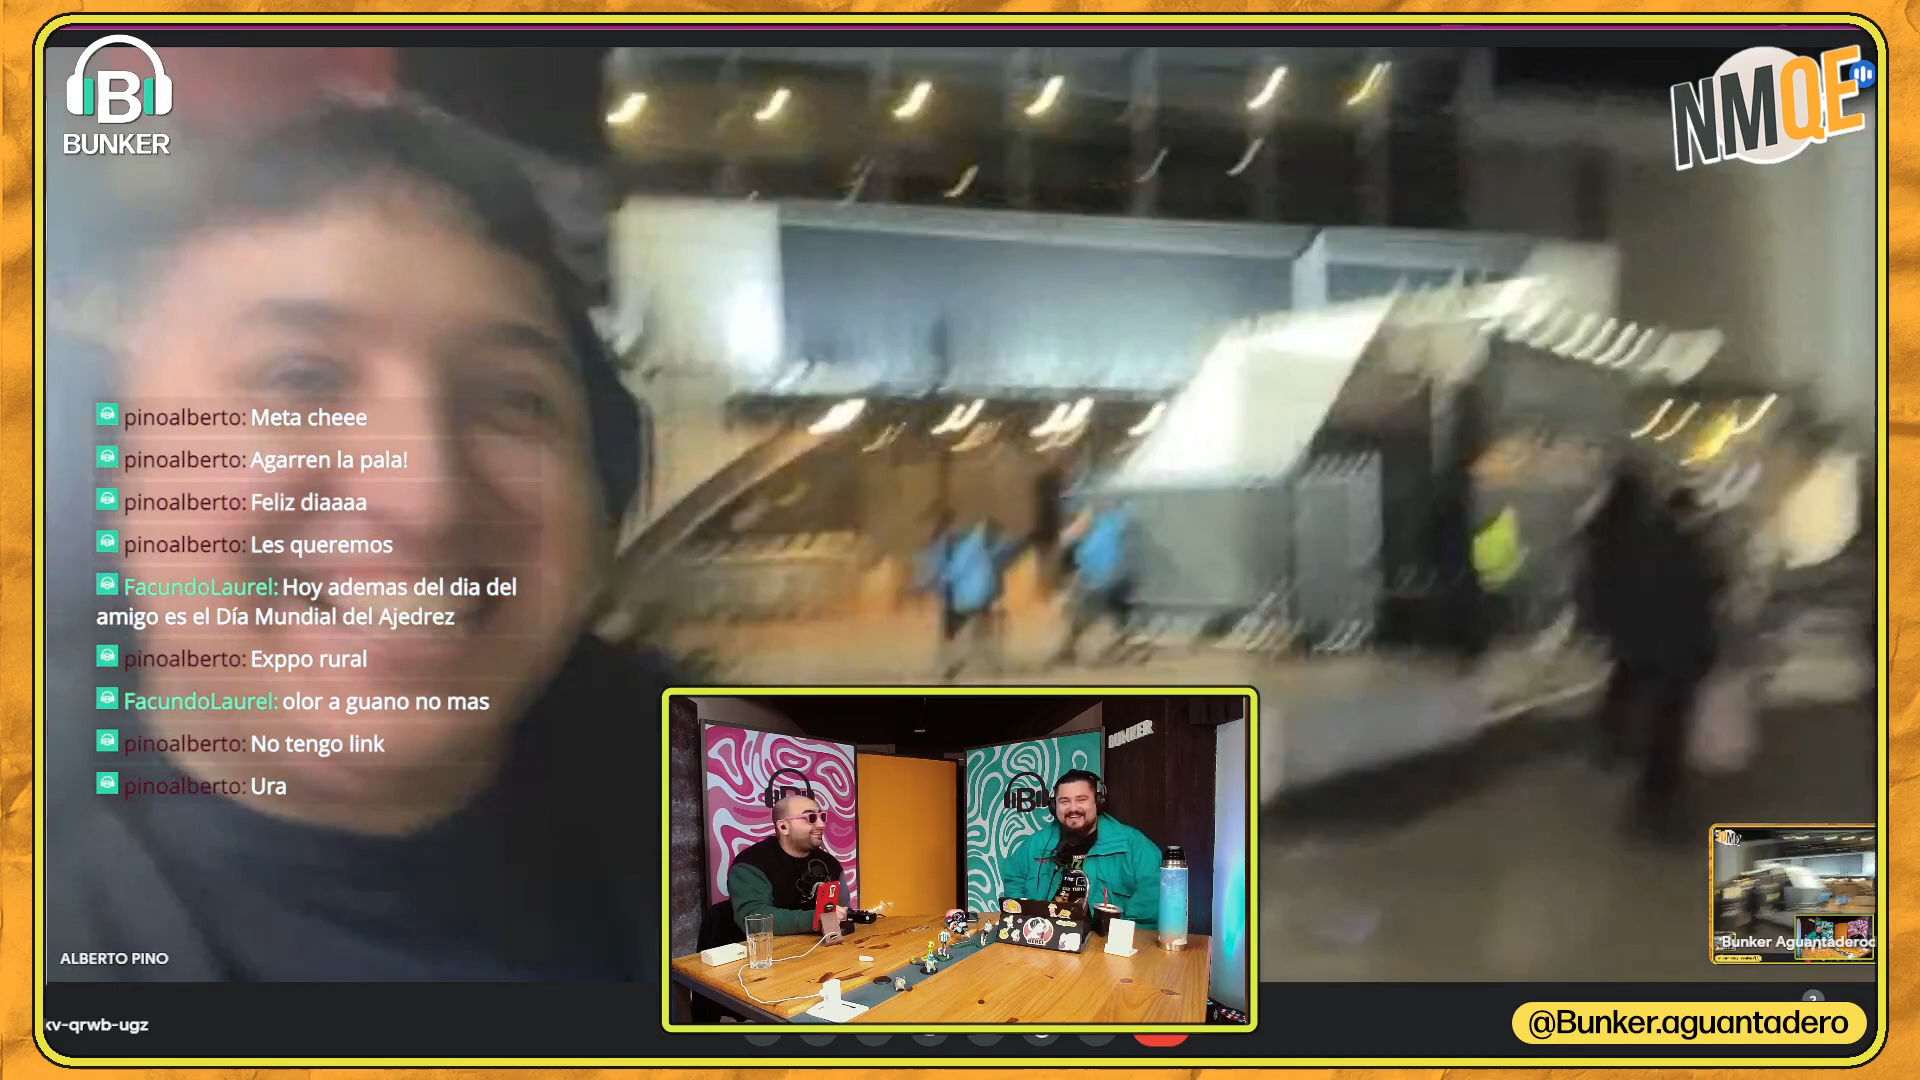 BUNKER
NMQE
pinoalberto: Meta cheee
pinoalberto: Agarren la pala!
pinoalberto: Feliz diaaaa
pinoalberto: Les queremos
FacundoLaurel: Hoy ademas del dia del
amigo es el Día Mundial del Ajedrez
pinoalberto: Exppo rural
FacundoLaurel: olor a guano no mas
pinoalberto: No tengo link
pinoalberto: Ura
BUNKER
ALBERTO PINO
Bunker Aguantadero
kv-qrwb-ugz
@Bunker.aguantadero